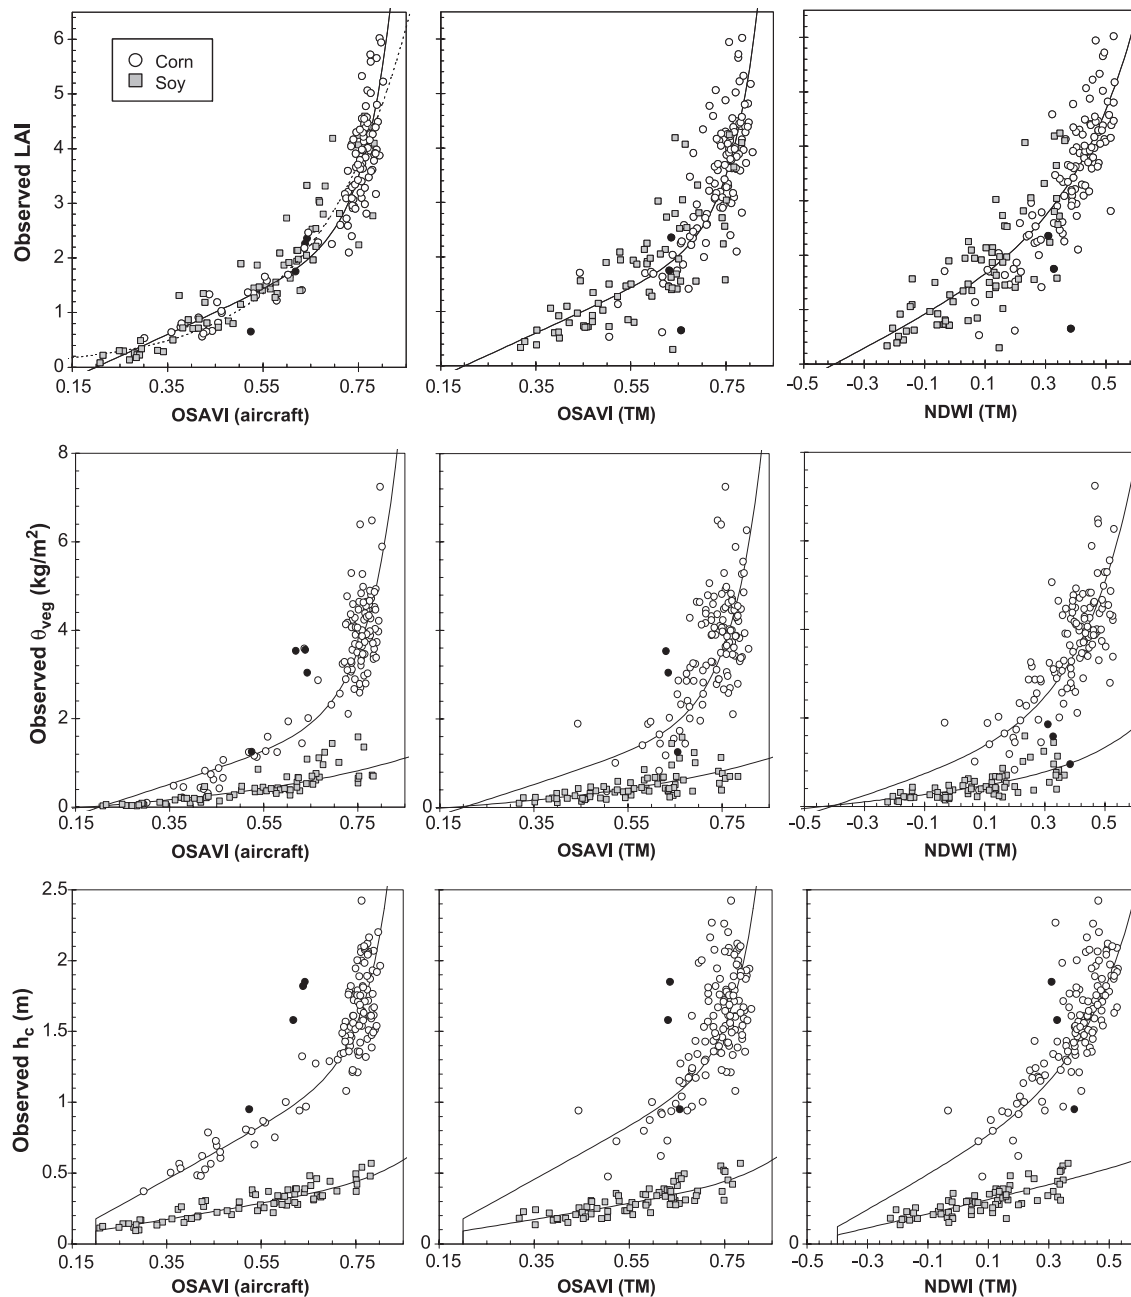 6
5
4
3
2
1
0
Observed LAI
Corn
Soy
0.15 0.35 0.55 0.75
OSAVI (aircraft)
0.15 0.35 0.55 0.75
OSAVI (TM)
-0.5 -0.3 -0.1 0.1 0.3 0.5
NDWI (TM)
8
6
4
2
0
Observed θveg (kg/m²)
0.15 0.35 0.55 0.75
OSAVI (aircraft)
0.15 0.35 0.55 0.75
OSAVI (TM)
-0.5 -0.3 -0.1 0.1 0.3 0.5
NDWI (TM)
2.5
2
1.5
1
0.5
0
Observed hc (m)
0.15 0.35 0.55 0.75
OSAVI (aircraft)
0.15 0.35 0.55 0.75
OSAVI (TM)
-0.5 -0.3 -0.1 0.1 0.3 0.5
NDWI (TM)